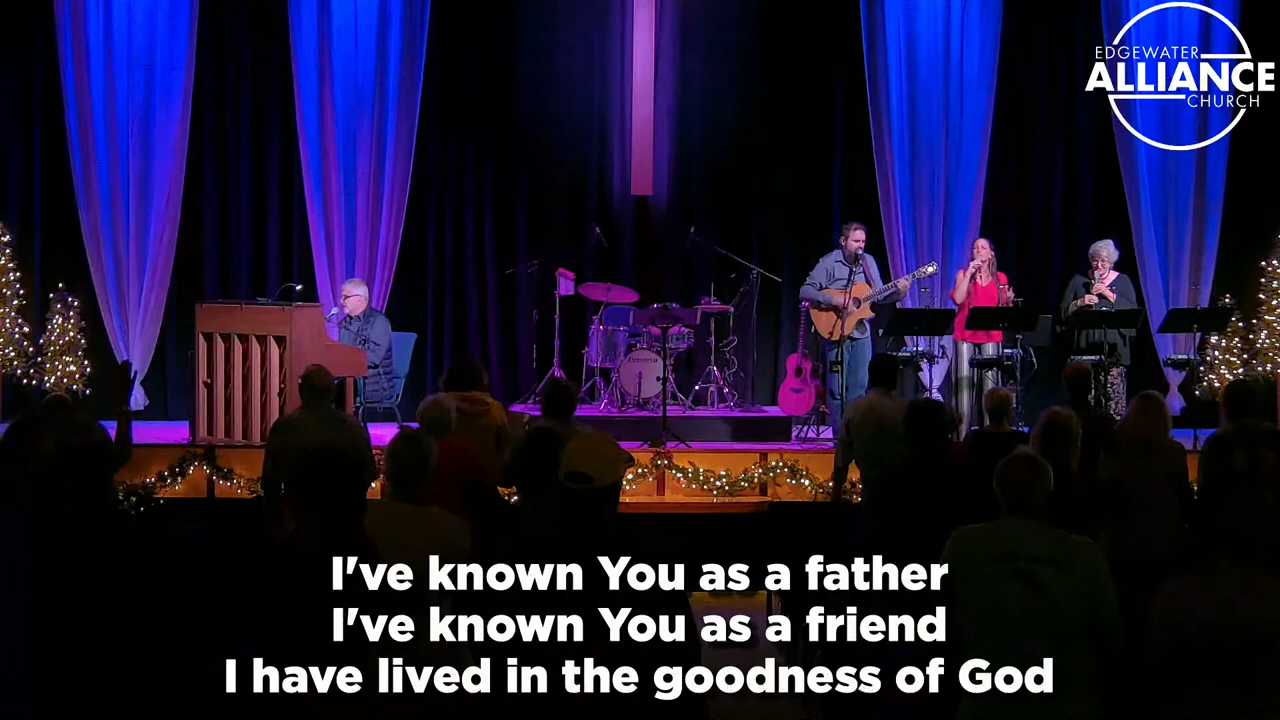 EDGEWATER
ALLIANCE
CHURCH
I've known You as a father
I've known You as a friend
I have lived in the goodness of God